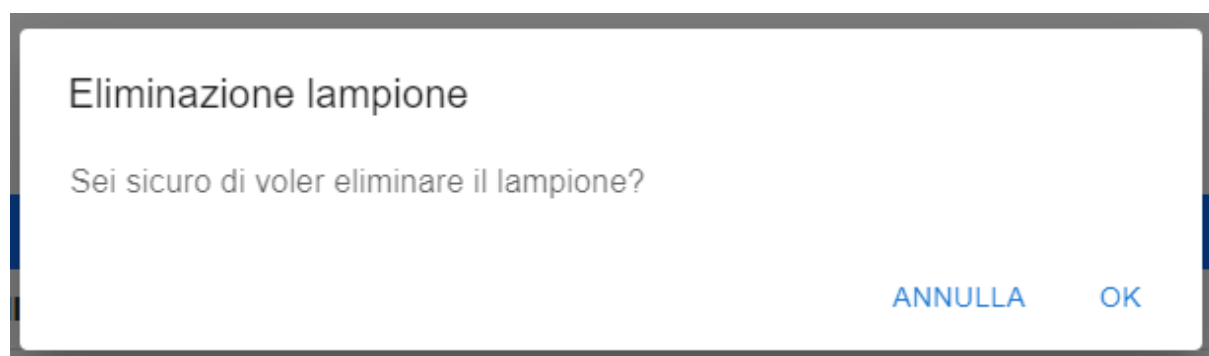 Eliminazione lampione
Sei sicuro di voler eliminare il lampione?
ANNULLA OK